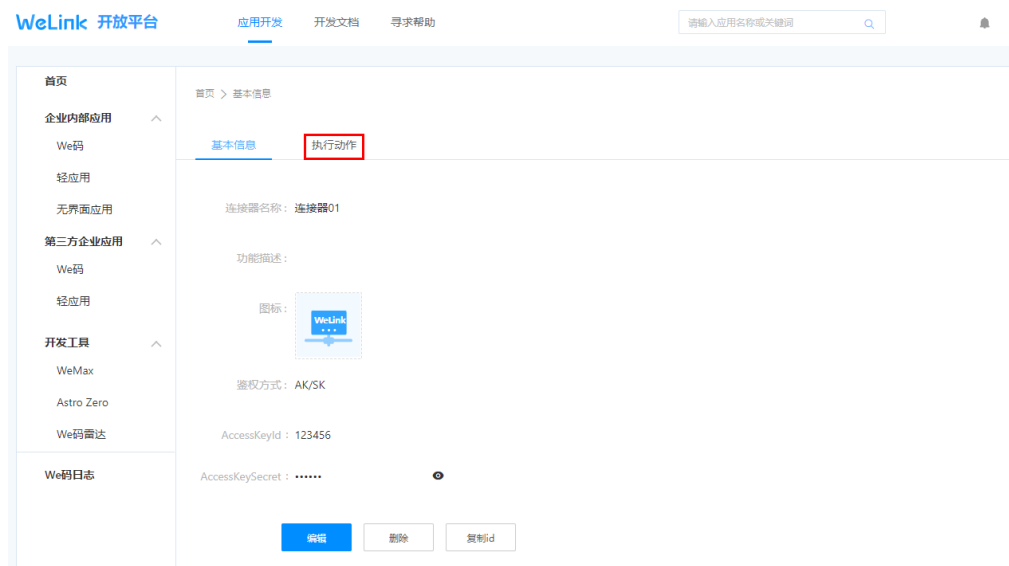 WeLink 开放平台 应用开发 开发文档 寻求帮助 请输入应用名称或关键词
首页
企业内部应用
We码
轻应用
无界面应用
第三方企业应用
We码
轻应用
开发工具
WeMax
Astro Zero
We码雷达
We码日志
首页 > 基本信息
基本信息 执行动作
连接器名称: 连接器01
功能描述:
图标:
WeLink
鉴权方式: AK/SK
AccessKeyId: 123456
AccessKeySecret: ••••••
编辑 删除 复制id